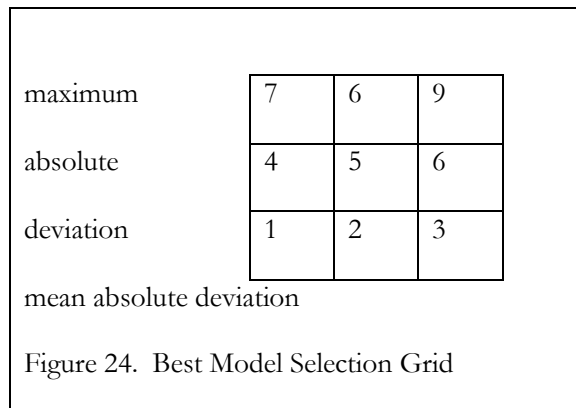 maximum 7 6 9
absolute 4 5 6
deviation 1 2 3
mean absolute deviation
Figure 24. Best Model Selection Grid